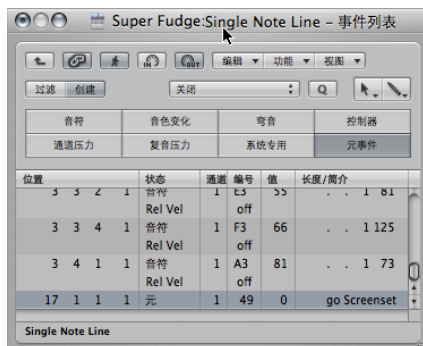 Super Fudge:Single Note Line – 事件列表
IN OUT 编辑 功能 视图
过滤 创建 关闭 Q
音符 音色变化 弯音 控制器
通道压力 复音压力 系统专用 元事件
位置 状态 通道 编号 值 长度/简介
3 3 2 1 音符 1 E3 55 . . 1 81
Rel Vel off
3 3 4 1 音符 1 F3 66 . . 1 125
Rel Vel off
3 4 1 1 音符 1 A3 81 . . 1 73
Rel Vel off
17 1 1 1 元 1 49 0 go Screenset
Single Note Line